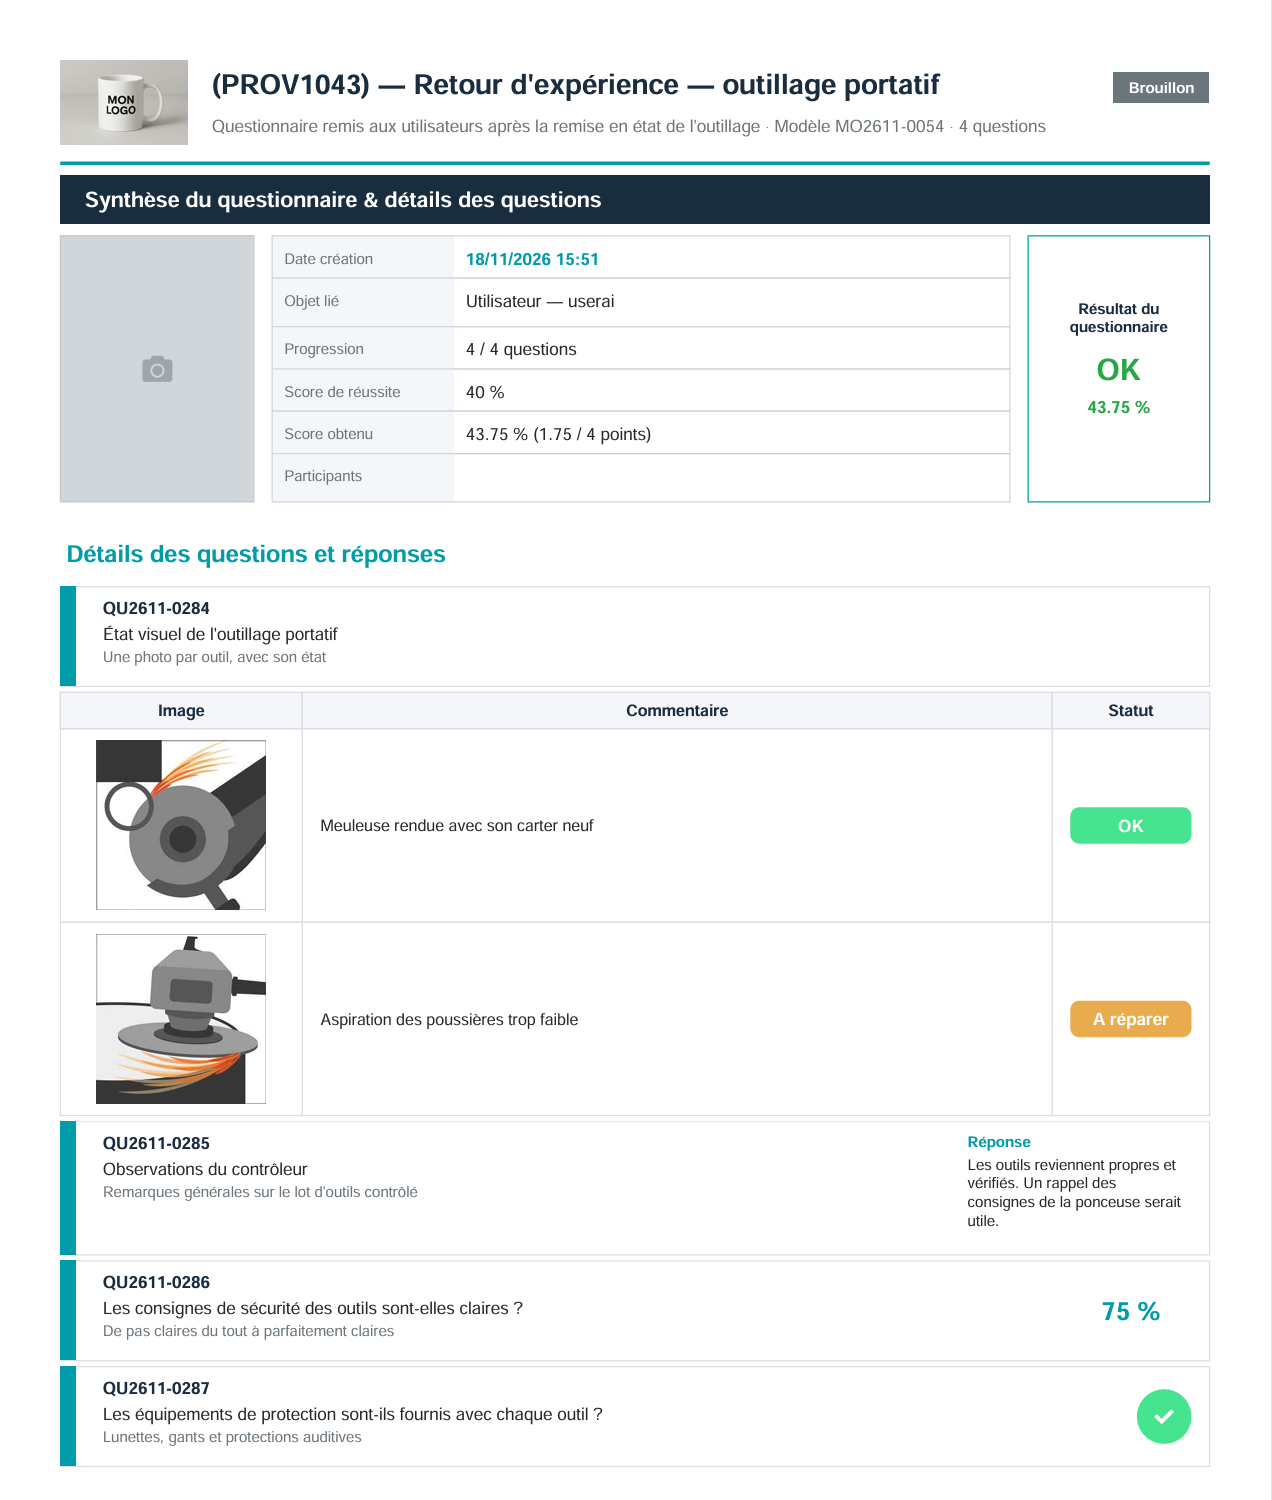 MON
LOGO
(PROV1043) — Retour d'expérience — outillage portatif
Brouillon
Questionnaire remis aux utilisateurs après la remise en état de l'outillage · Modèle MO2611-0054 · 4 questions
Synthèse du questionnaire & détails des questions
Date création
18/11/2026 15:51
Objet lié
Utilisateur — userai
Progression
4 / 4 questions
Score de réussite
40 %
Score obtenu
43.75 % (1.75 / 4 points)
Participants
Résultat du
questionnaire
OK
43.75 %
Détails des questions et réponses
QU2611-0284
État visuel de l'outillage portatif
Une photo par outil, avec son état
Image
Commentaire
Statut
Meuleuse rendue avec son carter neuf
OK
Aspiration des poussières trop faible
A réparer
QU2611-0285
Observations du contrôleur
Remarques générales sur le lot d'outils contrôlé
Réponse
Les outils reviennent propres et
vérifiés. Un rappel des
consignes de la ponceuse serait
utile.
QU2611-0286
Les consignes de sécurité des outils sont-elles claires ?
De pas claires du tout à parfaitement claires
75 %
QU2611-0287
Les équipements de protection sont-ils fournis avec chaque outil ?
Lunettes, gants et protections auditives